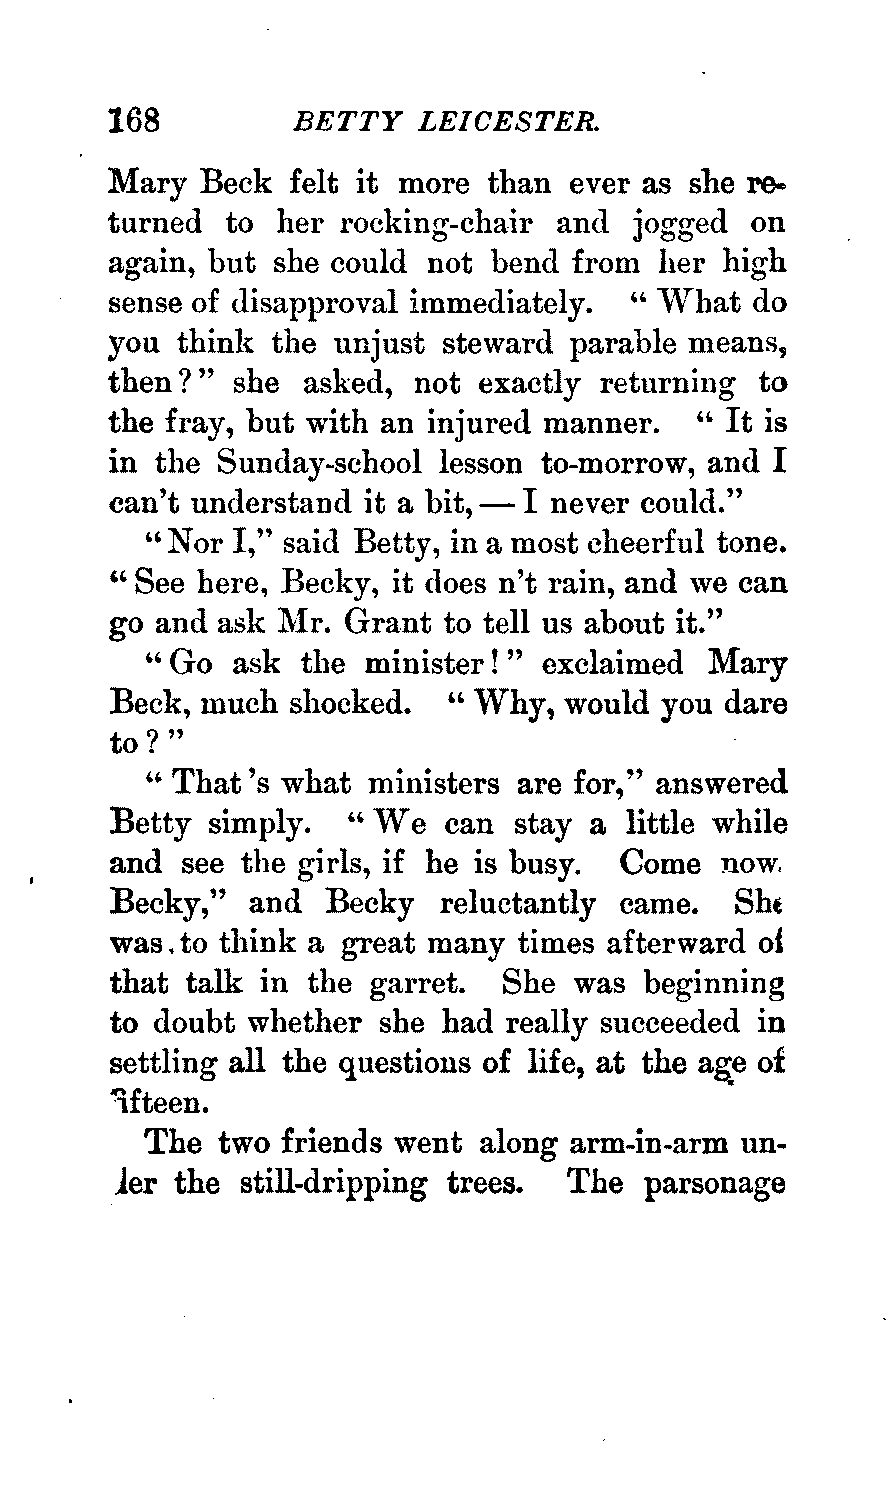 168 BETTY LEICESTER.
Mary Beck felt it more than ever as she re-
turned to her rocking-chair and jogged on
again, but she could not bend from her high
sense of disapproval immediately. “ What do
you think the unjust steward parable means,
then?” she asked, not exactly returning to
the fray, but with an injured manner. “ It is
in the Sunday-school lesson to-morrow, and I
can't understand it a bit, — I never could.”
“Nor I,” said Betty, in a most cheerful tone.
“ See here, Becky, it does n't rain, and we can
go and ask Mr. Grant to tell us about it.”
“ Go ask the minister! ” exclaimed Mary
Beck, much shocked. “ Why, would you dare
to ? ”
“ That 's what ministers are for,” answered
Betty simply. “ We can stay a little while
and see the girls, if he is busy. Come now,
Becky,” and Becky reluctantly came. She
was to think a great many times afterward of
that talk in the garret. She was beginning
to doubt whether she had really succeeded in
settling all the questions of life, at the age of
fifteen.
The two friends went along arm-in-arm un-
der the still-dripping trees. The parsonage